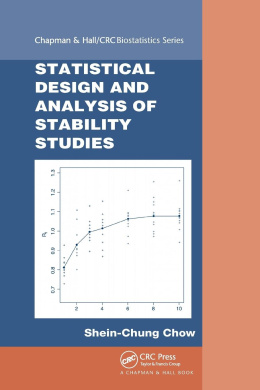 Chapman & Hall/CRC Biostatistics Series
STATISTICAL
DESIGN AND
ANALYSIS OF
STABILITY
STUDIES
1.3
1.2
1.1
1.0
0.9
0.8
0.7
2
4
6
8
10
Shein-Chung Chow
CRC Press
Taylor & Francis Group
A CHAPMAN & HALL BOOK